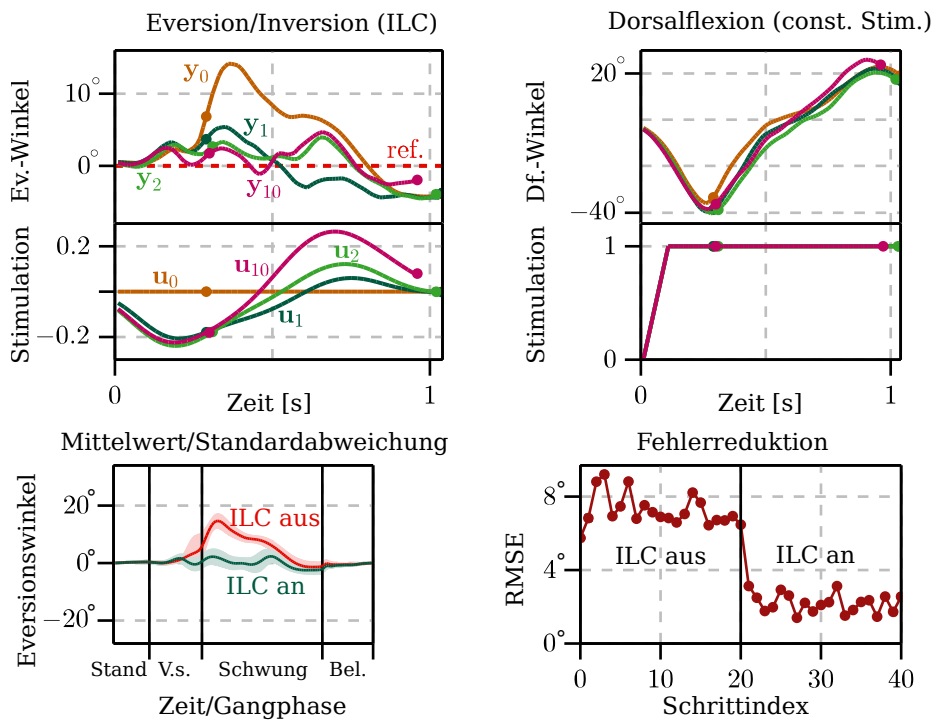 Eversion/Inversion (ILC)
Ev.-Winkel
10°
0°
y0
y1
y2
y10
ref.
Stimulation
0.2
−0.2
u0
u10
u2
u1
0
1
Zeit [s]
Dorsalflexion (const. Stim.)
Df.-Winkel
20°
−40°
Stimulation
1
0
0
1
Zeit [s]
Mittelwert/Standardabweichung
Eversionswinkel
20°
0°
−20°
ILC aus
ILC an
Stand V.s. Schwung Bel.
Zeit/Gangphase
Fehlerreduktion
RMSE
8°
4°
0°
ILC aus
ILC an
0 10 20 30 40
Schrittindex